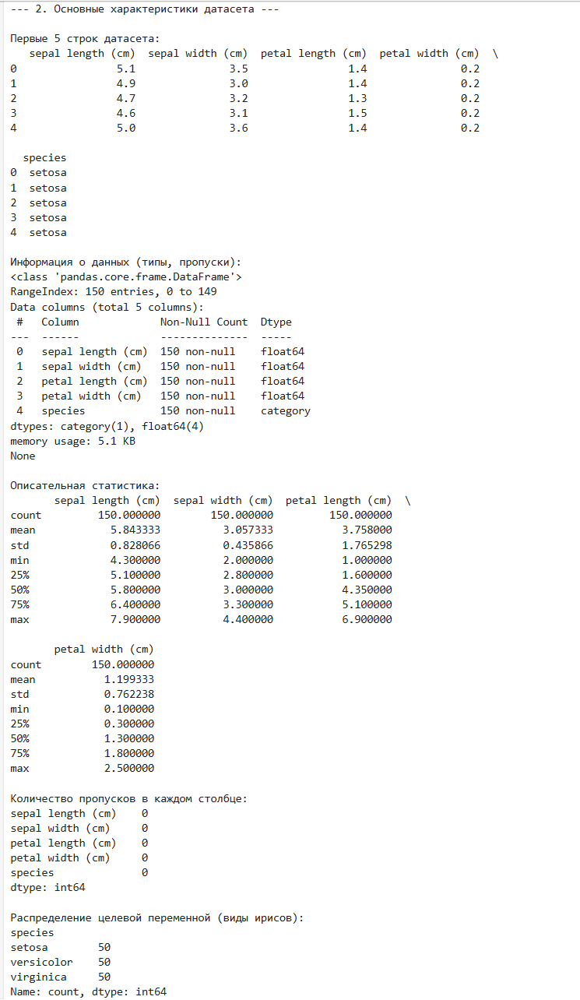 --- 2. Основные характеристики датасета ---

Первые 5 строк датасета:
   sepal length (cm)  sepal width (cm)  petal length (cm)  petal width (cm)  \
0                5.1               3.5                1.4               0.2
1                4.9               3.0                1.4               0.2
2                4.7               3.2                1.3               0.2
3                4.6               3.1                1.5               0.2
4                5.0               3.6                1.4               0.2

  species
0  setosa
1  setosa
2  setosa
3  setosa
4  setosa

Информация о данных (типы, пропуски):
<class 'pandas.core.frame.DataFrame'>
RangeIndex: 150 entries, 0 to 149
Data columns (total 5 columns):
 #   Column             Non-Null Count  Dtype
---  ------             --------------  -----
 0   sepal length (cm)  150 non-null    float64
 1   sepal width (cm)   150 non-null    float64
 2   petal length (cm)  150 non-null    float64
 3   petal width (cm)   150 non-null    float64
 4   species            150 non-null    category
dtypes: category(1), float64(4)
memory usage: 5.1 KB
None

Описательная статистика:
       sepal length (cm)  sepal width (cm)  petal length (cm)  \
count         150.000000        150.000000         150.000000
mean            5.843333          3.057333           3.758000
std             0.828066          0.435866           1.765298
min             4.300000          2.000000           1.000000
25%             5.100000          2.800000           1.600000
50%             5.800000          3.000000           4.350000
75%             6.400000          3.300000           5.100000
max             7.900000          4.400000           6.900000

       petal width (cm)
count        150.000000
mean           1.199333
std            0.762238
min            0.100000
25%            0.300000
50%            1.300000
75%            1.800000
max            2.500000

Количество пропусков в каждом столбце:
sepal length (cm)    0
sepal width (cm)     0
petal length (cm)    0
petal width (cm)     0
species              0
dtype: int64

Распределение целевой переменной (виды ирисов):
species
setosa        50
versicolor    50
virginica     50
Name: count, dtype: int64